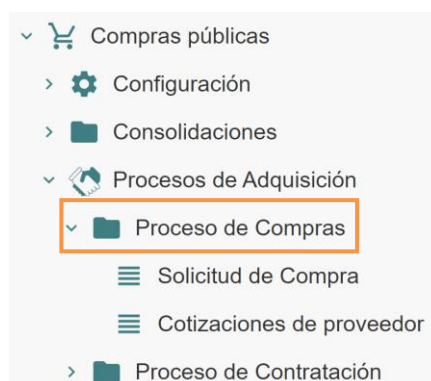 Compras públicas
Configuración
Consolidaciones
Procesos de Adquisición
Proceso de Compras
Solicitud de Compra
Cotizaciones de proveedor
Proceso de Contratación